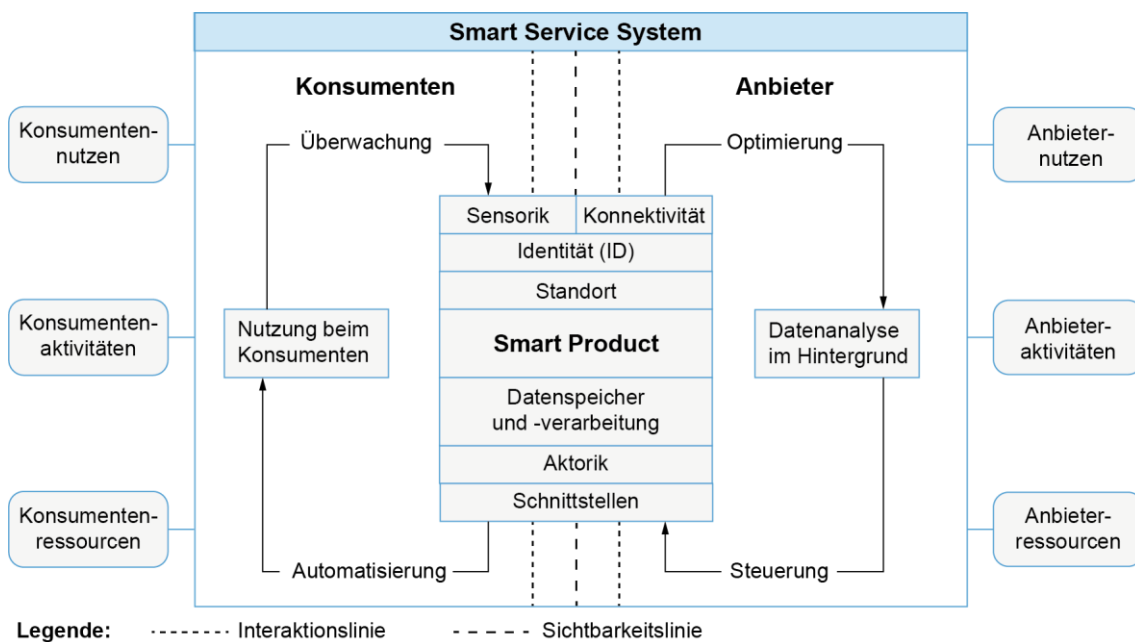 Smart Service System
Konsumenten
Anbieter
Konsumenten-
nutzen
Überwachung
Optimierung
Anbieter-
nutzen
Sensorik
Konnektivität
Identität (ID)
Standort
Konsumenten-
aktivitäten
Nutzung beim
Konsumenten
Smart Product
Datenanalyse
im Hintergrund
Anbieter-
aktivitäten
Datenspeicher
und -verarbeitung
Aktorik
Schnittstellen
Konsumenten-
ressourcen
Automatisierung
Steuerung
Anbieter-
ressourcen
Legende:
Interaktionslinie
Sichtbarkeitslinie